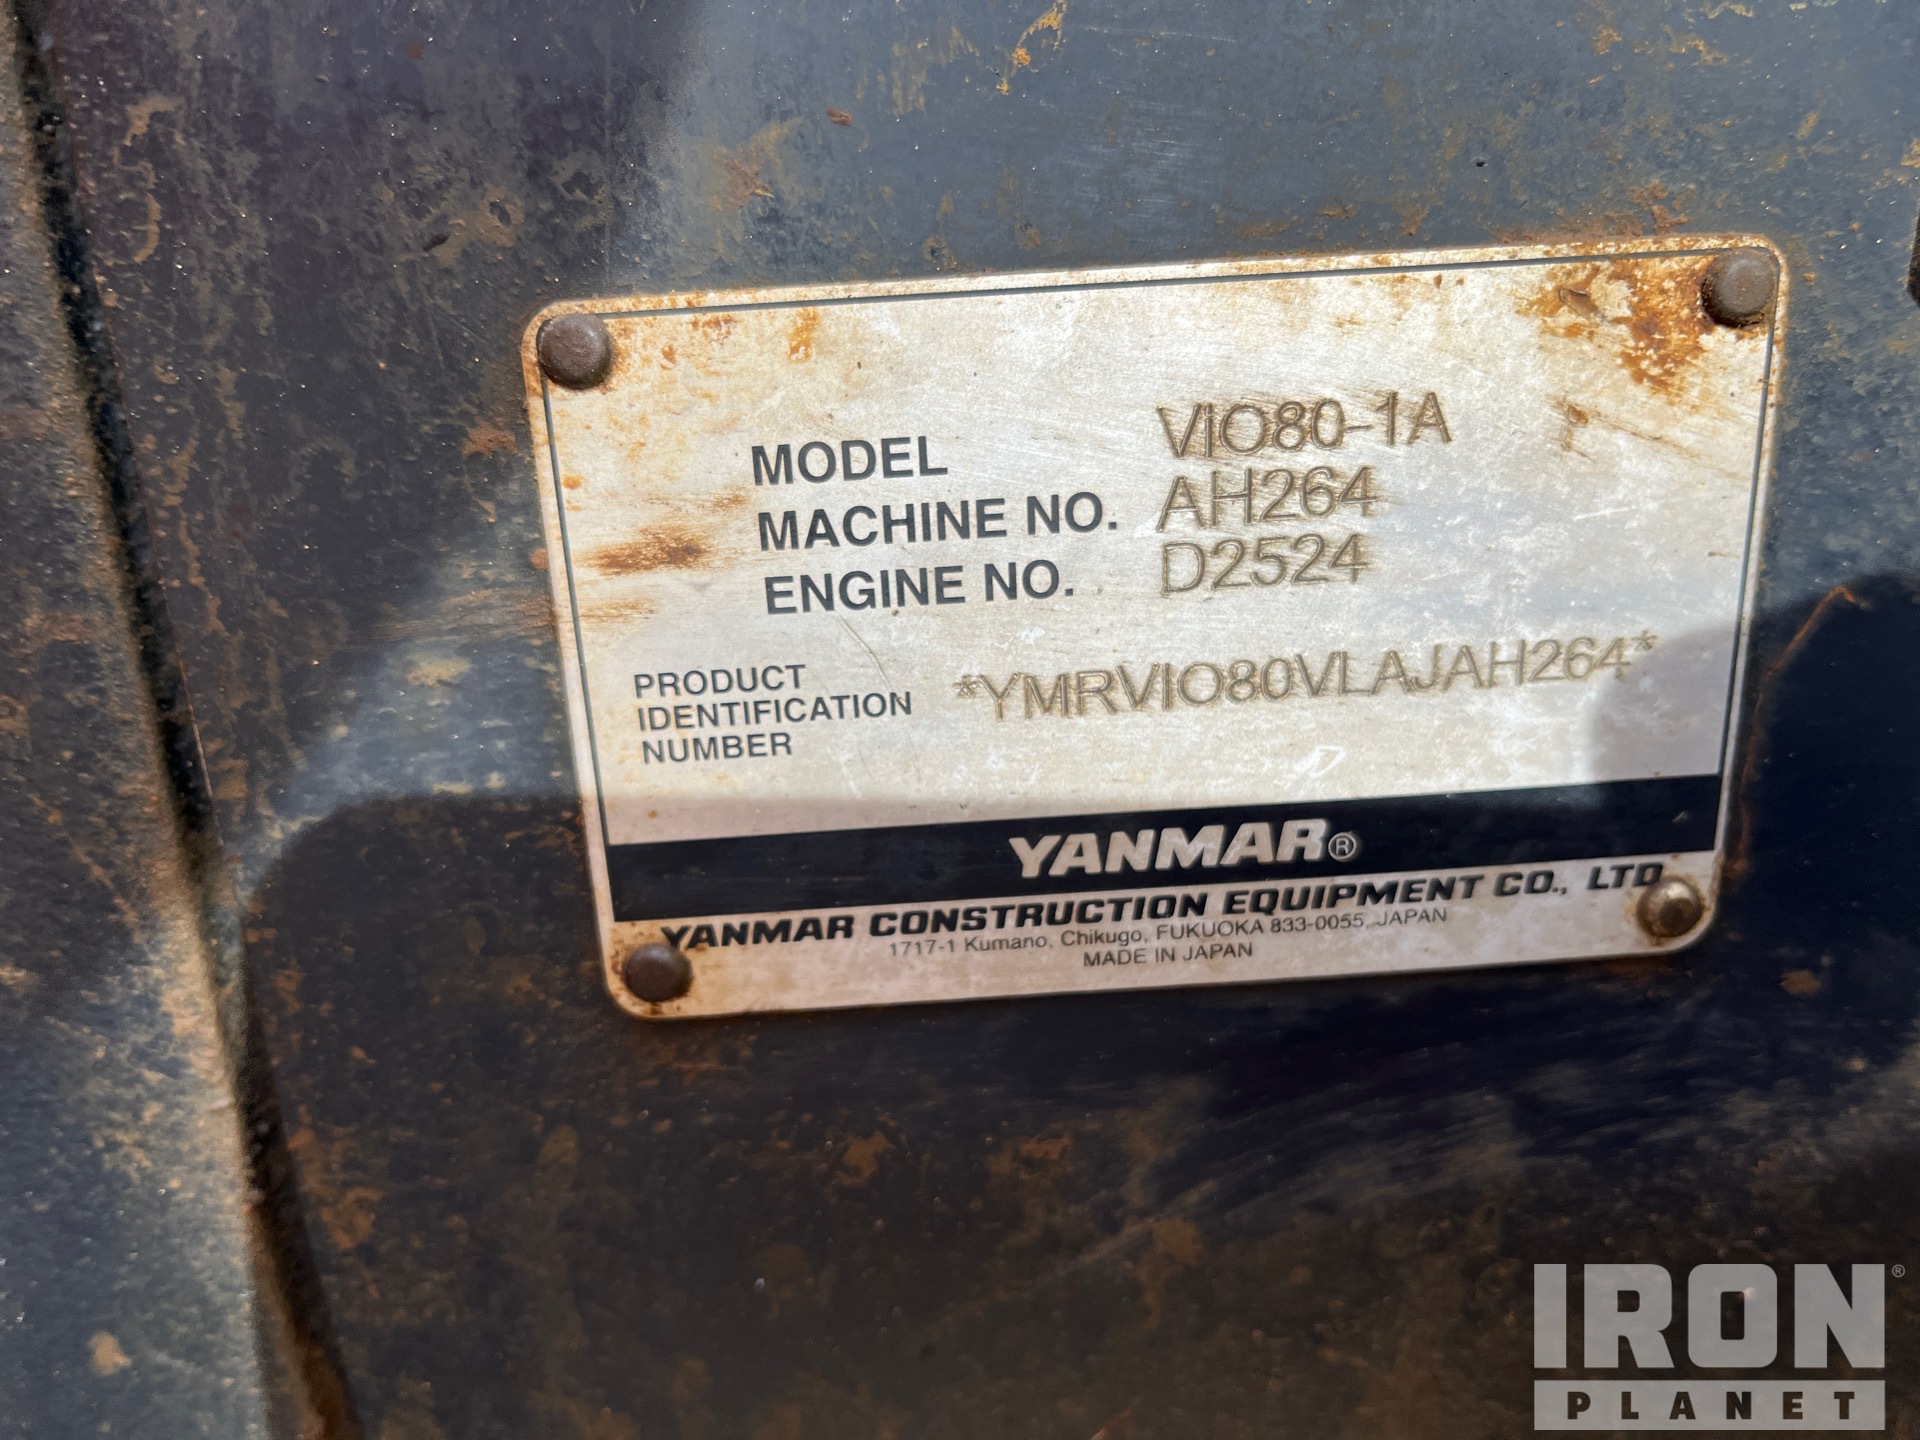 MODEL ViO80-1A
MACHINE NO. AH264
ENGINE NO. D2524
PRODUCT
IDENTIFICATION
NUMBER
*YMRVIO80VLAJAH264*
YANMAR®
YANMAR CONSTRUCTION EQUIPMENT CO., LTD.
1717-1 Kumano, Chikugo, FUKUOKA 833-0055, JAPAN
MADE IN JAPAN
IRON®
PLANET